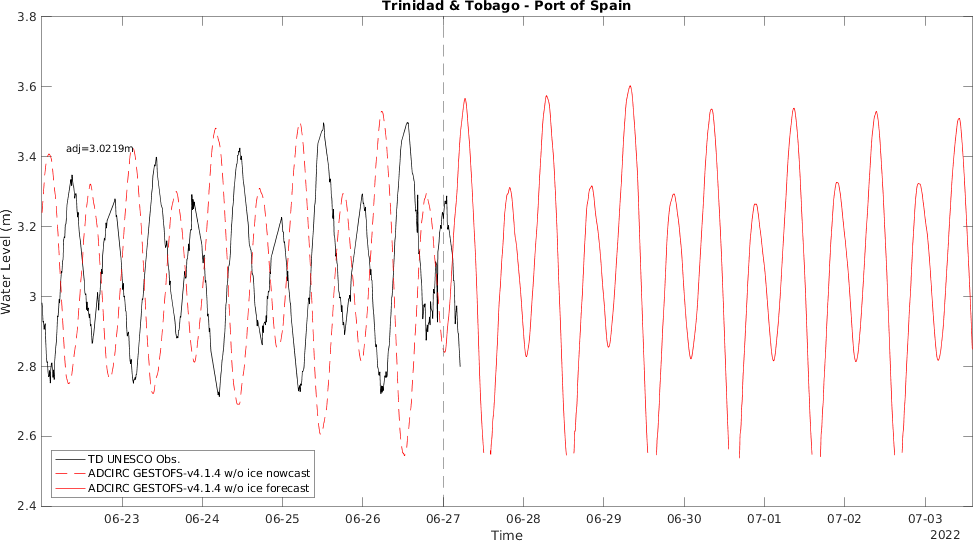 Trinidad & Tobago - Port of Spain
3.8
3.6
3.4
3.2
3
2.8
2.6
2.4
Water Level (m)
adj=3.0219m
TD UNESCO Obs.
ADCIRC GESTOFS-v4.1.4 w/o ice nowcast
ADCIRC GESTOFS-v4.1.4 w/o ice forecast
06-23 06-24 06-25 06-26 06-27 06-28 06-29 06-30 07-01 07-02 07-03
2022
Time